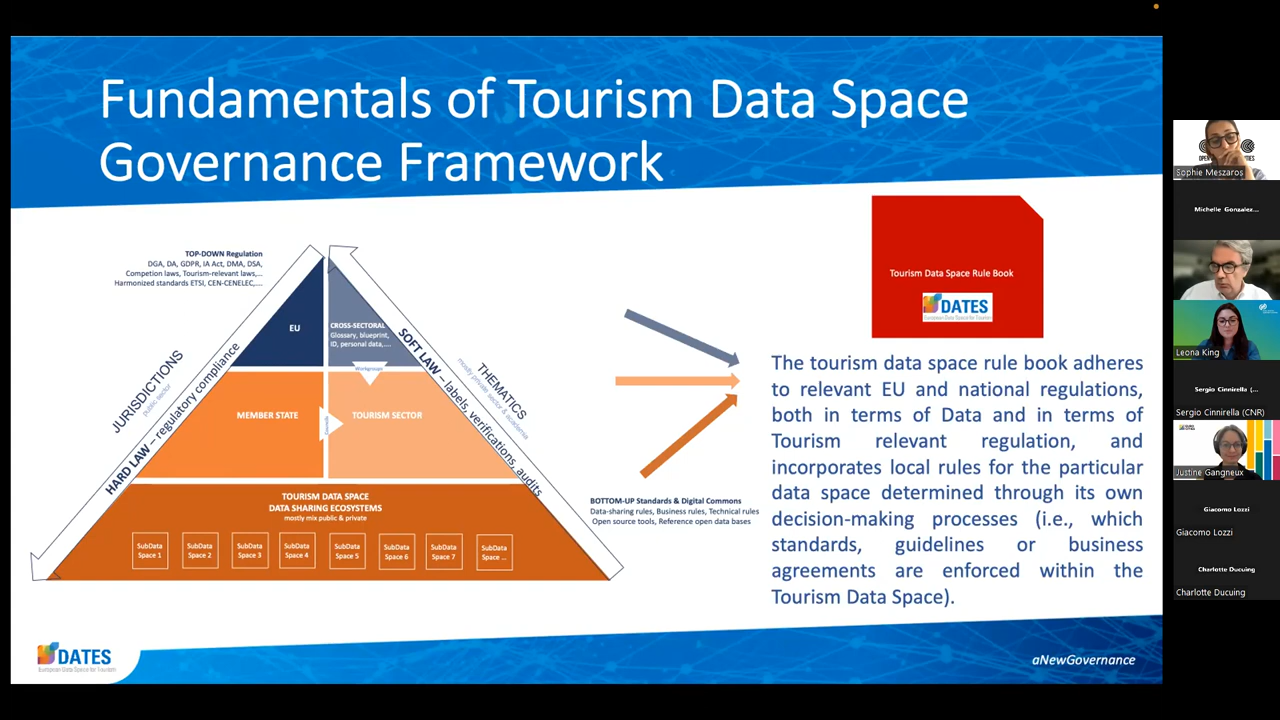 Fundamentals of Tourism Data Space
Governance Framework
TOP-DOWN Regulation
DGA, DA, GDPR, IA Act, DMA, DSA,
Competion laws, Tourism-relevant laws,...
Harmonized standards ETSI, CEN-CENELEC,....
JURISDICTIONS
public sector
HARD LAW – regulatory compliance
EU
CROSS-SECTORAL
Glossary, blueprint,
ID, personal data,....
Workgroups
SOFT LAW – labels, verifications, audits
THEMATICS
mostly private sector & academia
MEMBER STATE
Councils
TOURISM SECTOR
TOURISM DATA SPACE
DATA SHARING ECOSYSTEMS
mostly mix public & private
SubData
Space 1
SubData
Space 2
SubData
Space 3
SubData
Space 4
SubData
Space 5
SubData
Space 6
SubData
Space 7
SubData
Space ...
BOTTOM-UP Standards & Digital Commons
Data-sharing rules, Business rules, Technical rules
Open source tools, Reference open data bases
Tourism Data Space Rule Book
DATES
European Data Space for Tourism
The tourism data space rule book adheres
to relevant EU and national regulations,
both in terms of Data and in terms of
Tourism relevant regulation, and
incorporates local rules for the particular
data space determined through its own
decision-making processes (i.e., which
standards, guidelines or business
agreements are enforced within the
Tourism Data Space).
DATES
European Data Space for Tourism
aNewGovernance
Sophie Meszaros
Michelle Gonzalez...
Leona King
Sergio Cinnirella (...
Sergio Cinnirella (CNR)
Justine Gangneux
Giacomo Lozzi
Giacomo Lozzi
Charlotte Ducuing
Charlotte Ducuing